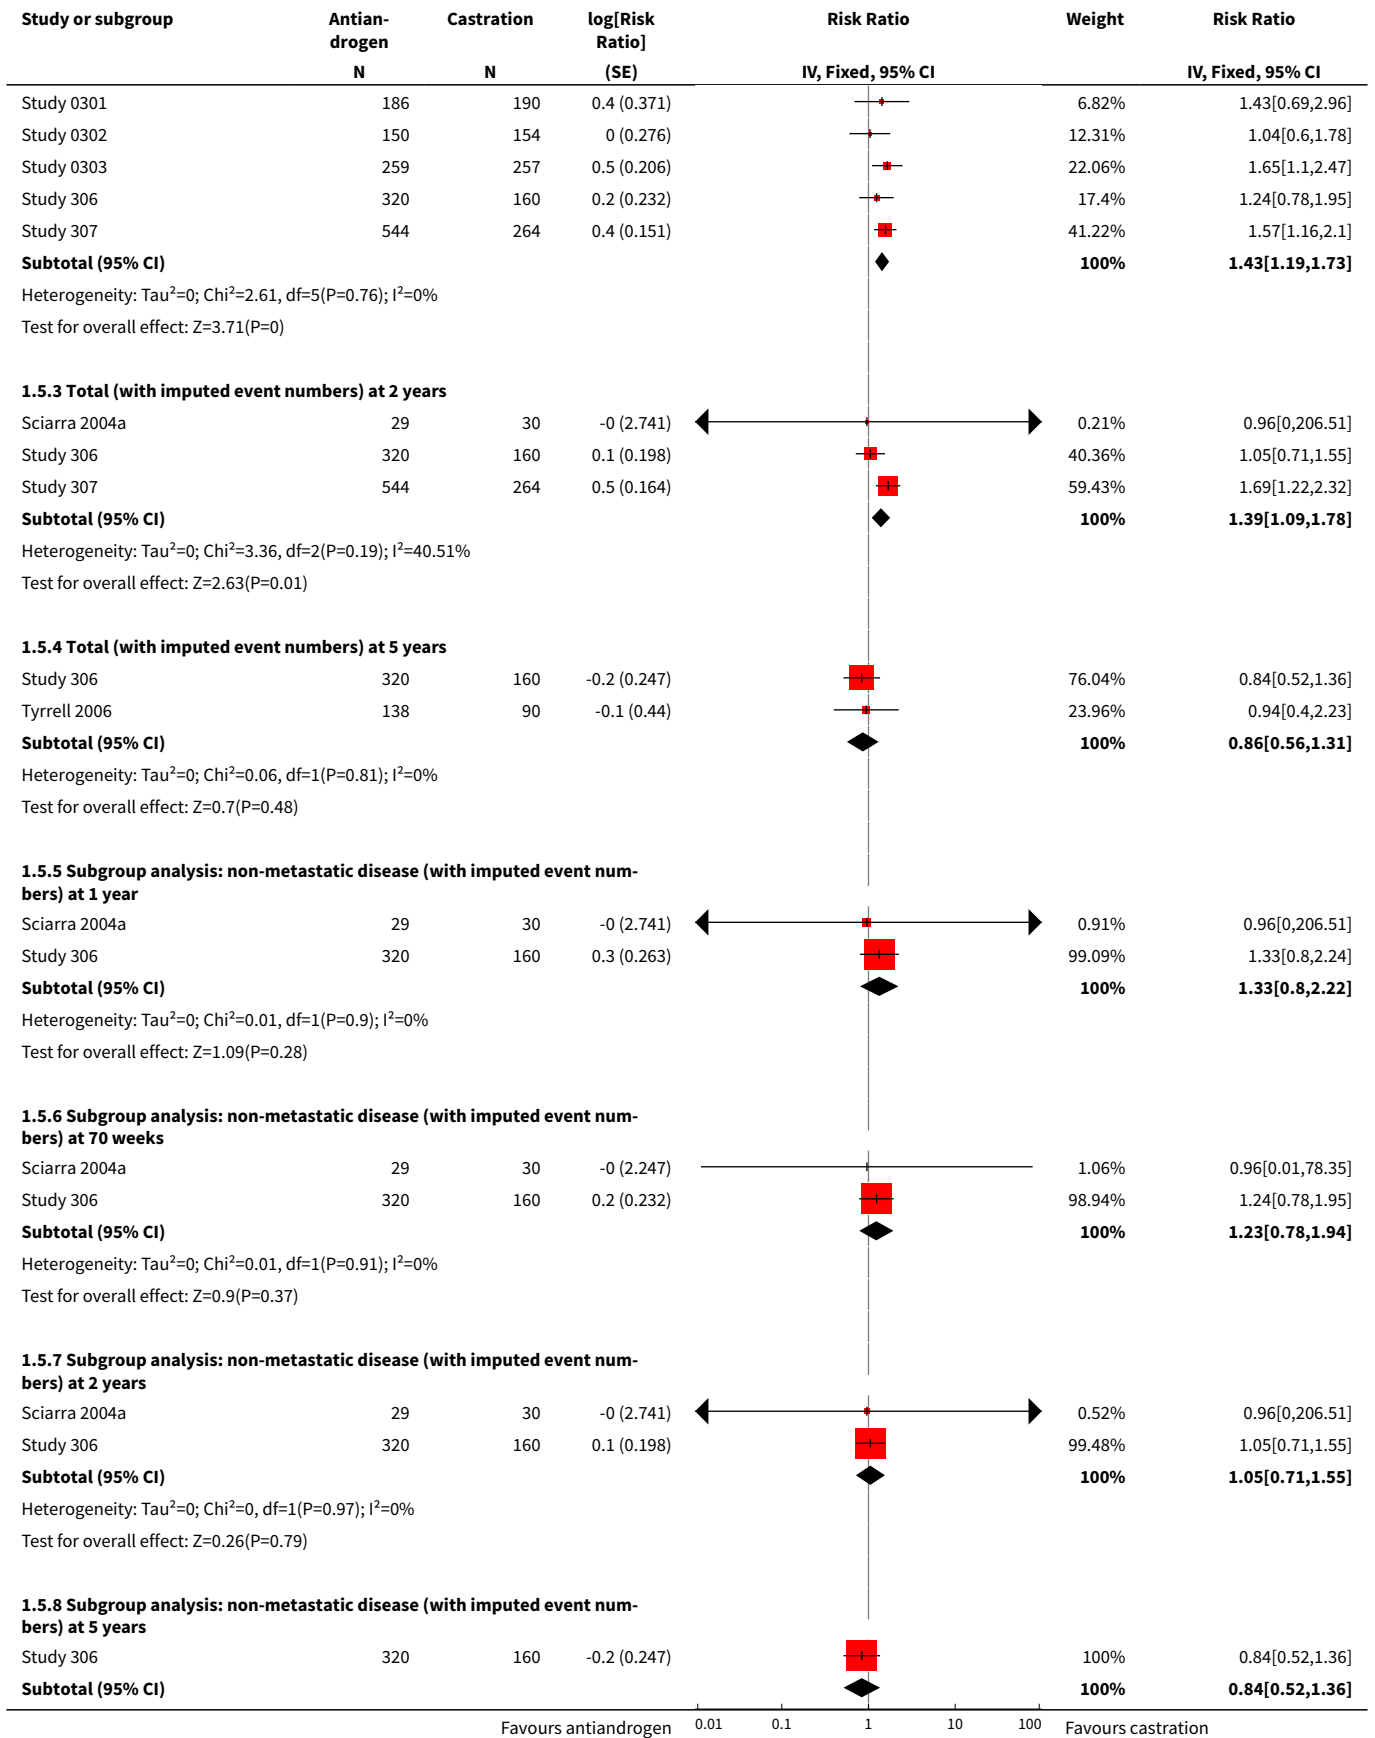 Study or subgroup Antian- Castration log[Risk Risk Ratio Weight Risk Ratio
drogen Ratio]
N N (SE) IV, Fixed, 95% CI IV, Fixed, 95% CI
Study 0301 186 190 0.4 (0.371) 6.82% 1.43[0.69,2.96]
Study 0302 150 154 0 (0.276) 12.31% 1.04[0.6,1.78]
Study 0303 259 257 0.5 (0.206) 22.06% 1.65[1.1,2.47]
Study 306 320 160 0.2 (0.232) 17.4% 1.24[0.78,1.95]
Study 307 544 264 0.4 (0.151) 41.22% 1.57[1.16,2.1]
Subtotal (95% CI) 100% 1.43[1.19,1.73]
Heterogeneity: Tau²=0; Chi²=2.61, df=5(P=0.76); I²=0%
Test for overall effect: Z=3.71(P=0)
1.5.3 Total (with imputed event numbers) at 2 years
Sciarra 2004a 29 30 -0 (2.741) 0.21% 0.96[0,206.51]
Study 306 320 160 0.1 (0.198) 40.36% 1.05[0.71,1.55]
Study 307 544 264 0.5 (0.164) 59.43% 1.69[1.22,2.32]
Subtotal (95% CI) 100% 1.39[1.09,1.78]
Heterogeneity: Tau²=0; Chi²=3.36, df=2(P=0.19); I²=40.51%
Test for overall effect: Z=2.63(P=0.01)
1.5.4 Total (with imputed event numbers) at 5 years
Study 306 320 160 -0.2 (0.247) 76.04% 0.84[0.52,1.36]
Tyrrell 2006 138 90 -0.1 (0.44) 23.96% 0.94[0.4,2.23]
Subtotal (95% CI) 100% 0.86[0.56,1.31]
Heterogeneity: Tau²=0; Chi²=0.06, df=1(P=0.81); I²=0%
Test for overall effect: Z=0.7(P=0.48)
1.5.5 Subgroup analysis: non-metastatic disease (with imputed event num-
bers) at 1 year
Sciarra 2004a 29 30 -0 (2.741) 0.91% 0.96[0,206.51]
Study 306 320 160 0.3 (0.263) 99.09% 1.33[0.8,2.24]
Subtotal (95% CI) 100% 1.33[0.8,2.22]
Heterogeneity: Tau²=0; Chi²=0.01, df=1(P=0.9); I²=0%
Test for overall effect: Z=1.09(P=0.28)
1.5.6 Subgroup analysis: non-metastatic disease (with imputed event num-
bers) at 70 weeks
Sciarra 2004a 29 30 -0 (2.247) 1.06% 0.96[0.01,78.35]
Study 306 320 160 0.2 (0.232) 98.94% 1.24[0.78,1.95]
Subtotal (95% CI) 100% 1.23[0.78,1.94]
Heterogeneity: Tau²=0; Chi²=0.01, df=1(P=0.91); I²=0%
Test for overall effect: Z=0.9(P=0.37)
1.5.7 Subgroup analysis: non-metastatic disease (with imputed event num-
bers) at 2 years
Sciarra 2004a 29 30 -0 (2.741) 0.52% 0.96[0,206.51]
Study 306 320 160 0.1 (0.198) 99.48% 1.05[0.71,1.55]
Subtotal (95% CI) 100% 1.05[0.71,1.55]
Heterogeneity: Tau²=0; Chi²=0, df=1(P=0.97); I²=0%
Test for overall effect: Z=0.26(P=0.79)
1.5.8 Subgroup analysis: non-metastatic disease (with imputed event num-
bers) at 5 years
Study 306 320 160 -0.2 (0.247) 100% 0.84[0.52,1.36]
Subtotal (95% CI) 100% 0.84[0.52,1.36]
Favours antiandrogen 0.01 0.1 1 10 100 Favours castration